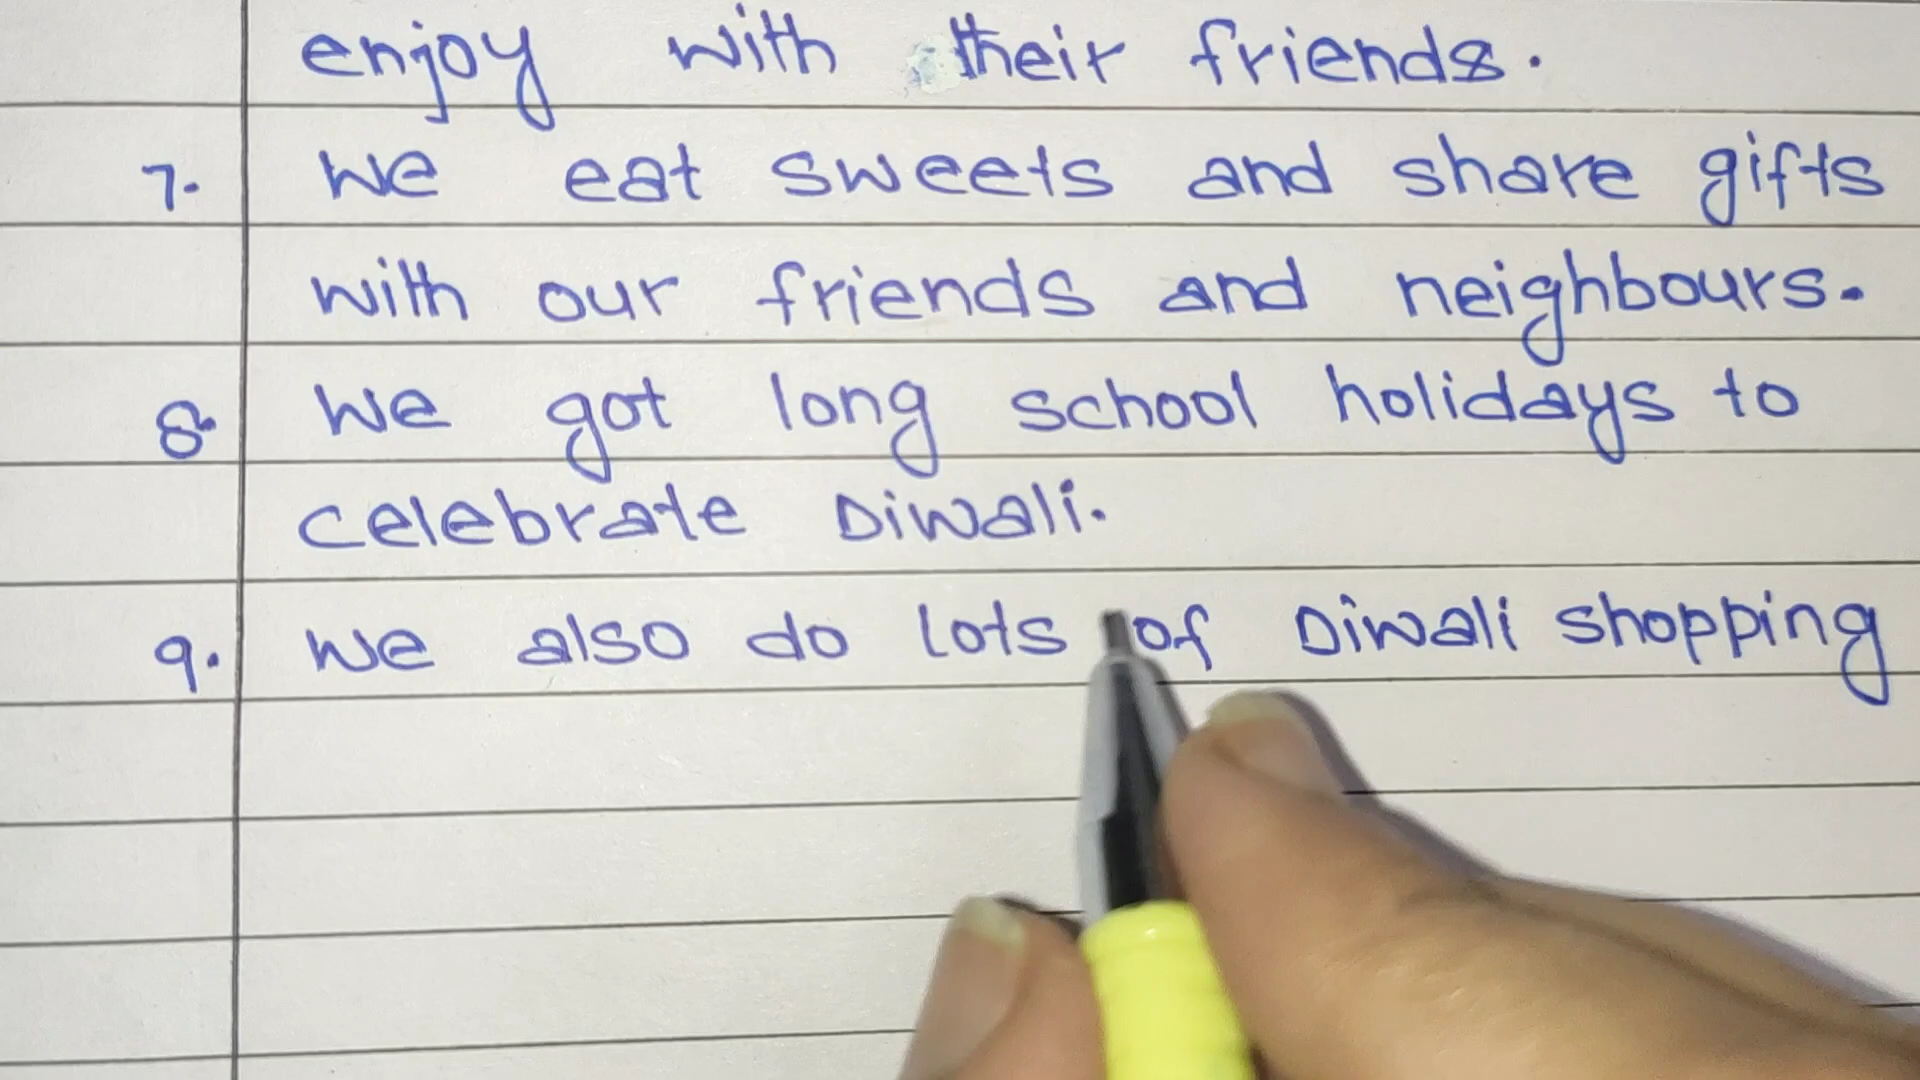 enjoy with their friends.
7. We eat sweets and share gifts
with our friends and neighbours.
8. We got long school holidays to
celebrate Diwali.
9. We also do lots of Diwali shopping